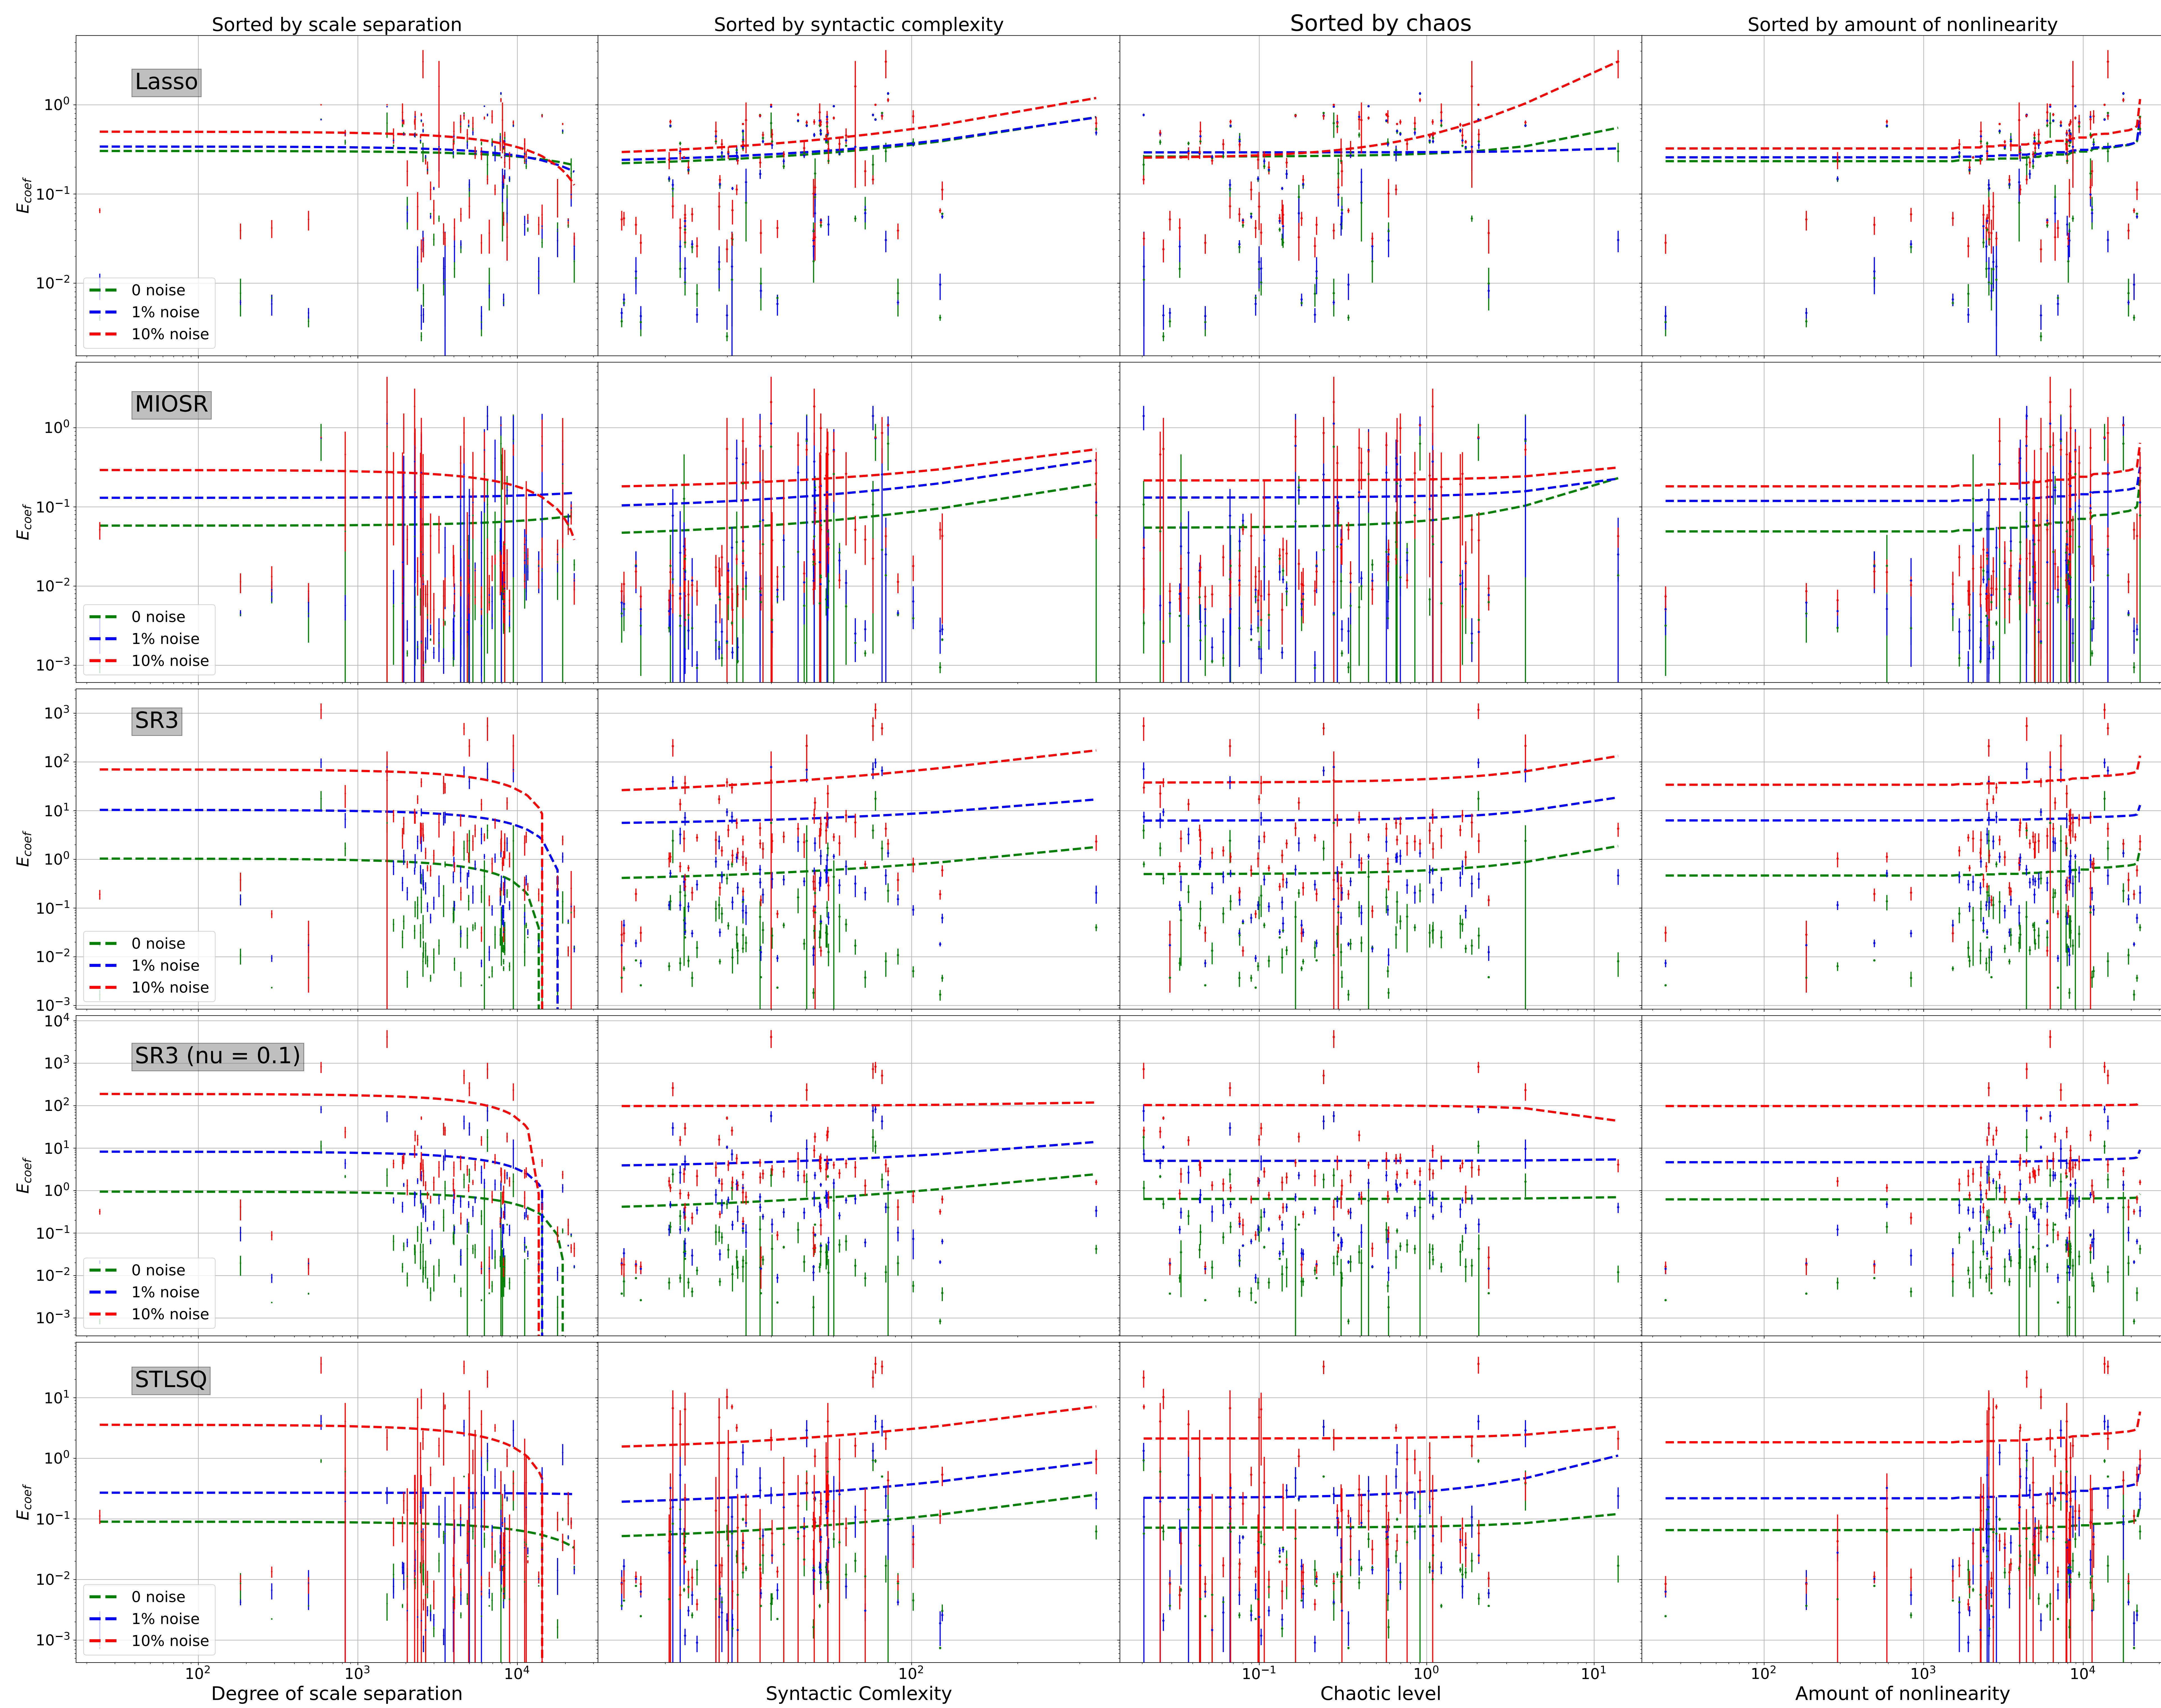 Sorted by scale separation
Sorted by syntactic complexity
Sorted by chaos
Sorted by amount of nonlinearity
Lasso
10^0
10^-1
10^-2
E_coef
0 noise
1% noise
10% noise
MIOSR
10^0
10^-1
10^-2
10^-3
E_coef
0 noise
1% noise
10% noise
SR3
10^3
10^2
10^1
10^0
10^-1
10^-2
10^-3
E_coef
0 noise
1% noise
10% noise
SR3 (nu = 0.1)
10^4
10^3
10^2
10^1
10^0
10^-1
10^-2
10^-3
E_coef
0 noise
1% noise
10% noise
STLSQ
10^1
10^0
10^-1
10^-2
10^-3
E_coef
0 noise
1% noise
10% noise
10^2 10^3 10^4
10^2
10^-1 10^0 10^1
10^2 10^3 10^4
Degree of scale separation
Syntactic Comlexity
Chaotic level
Amount of nonlinearity